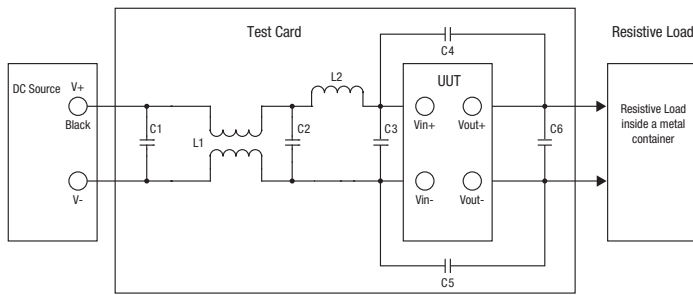 Test Card
Resistive Load
C4
L2
DC Source
V+
UUT
Resistive Load
inside a metal
container
Black
C1
L1
C2
C3
Vin+
Vout+
C6
V-
Vin-
Vout-
C5